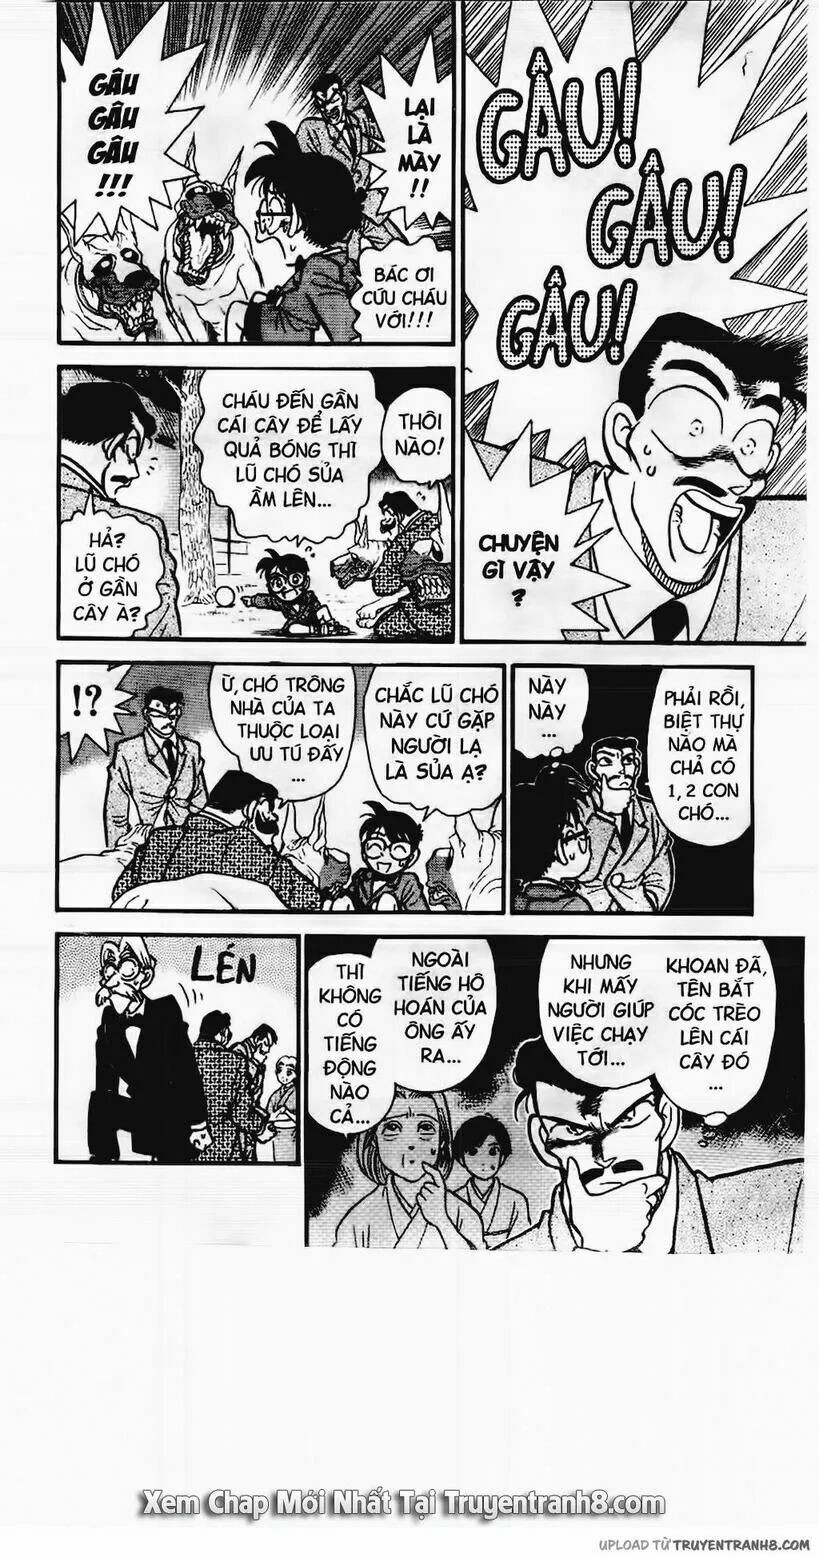 GÂU!
GÂU!
GÂU!
CHUYỆN
GÌ VẬY
?
LẠI
LÀ
MÀY
!!
GÂU
GÂU
GÂU
!!!
BÁC ƠI
CỨU CHÁU
VỚI!!!
THÔI
NÀO!
CHÁU ĐẾN GẦN
CÁI CÂY ĐỂ LẤY
QUẢ BÓNG THÌ
LŨ CHÓ SỦA
ẦM LÊN...
HẢ?
LŨ CHÓ
Ở GẦN
CÂY À?
PHẢI RỒI,
BIỆT THỰ
NÀO MÀ
CHẢ CÓ
1, 2 CON
CHÓ...
NÀY
NÀY
...
CHẮC LŨ CHÓ
NÀY CỨ GẶP
NGƯỜI LẠ
LÀ SỦA Ạ?
Ừ, CHÓ TRÔNG
NHÀ CỦA TA
THUỘC LOẠI
ƯU TÚ ĐẤY
...
!?
KHOAN ĐÃ,
TÊN BẮT
CÓC TRÈO
LÊN CÁI
CÂY ĐÓ
...
NHƯNG
KHI MẤY
NGƯỜI GIÚP
VIỆC CHẠY
TỚI...
NGOÀI
TIẾNG HÔ
HOÁN CỦA
ÔNG ẤY
RA...
THÌ
KHÔNG
CÓ
TIẾNG
ĐỘNG
NÀO
CẢ...
LÉN
Xem Chap Mới Nhất Tại Truyentranh8.com
UPLOAD TỪ TRUYENTRANH8.COM